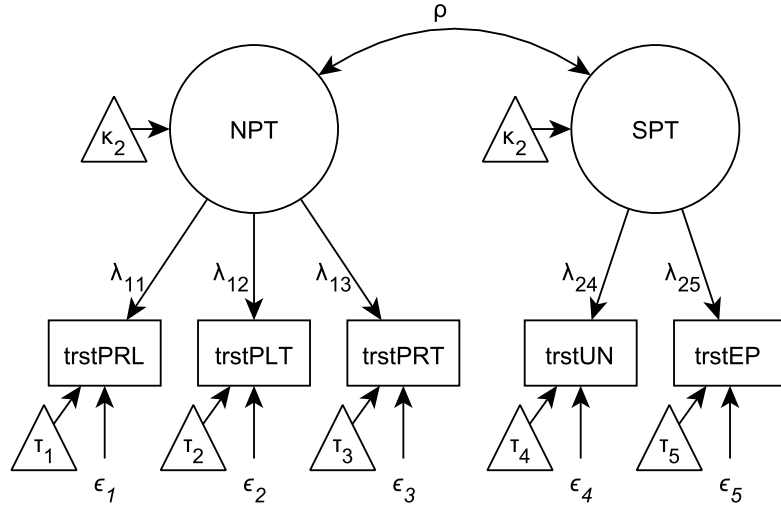 ρ
κ2 NPT κ2 SPT
λ11 λ12 λ13 λ24 λ25
trstPRL trstPLT trstPRT trstUN trstEP
τ1 τ2 τ3 τ4 τ5
ϵ1 ϵ2 ϵ3 ϵ4 ϵ5